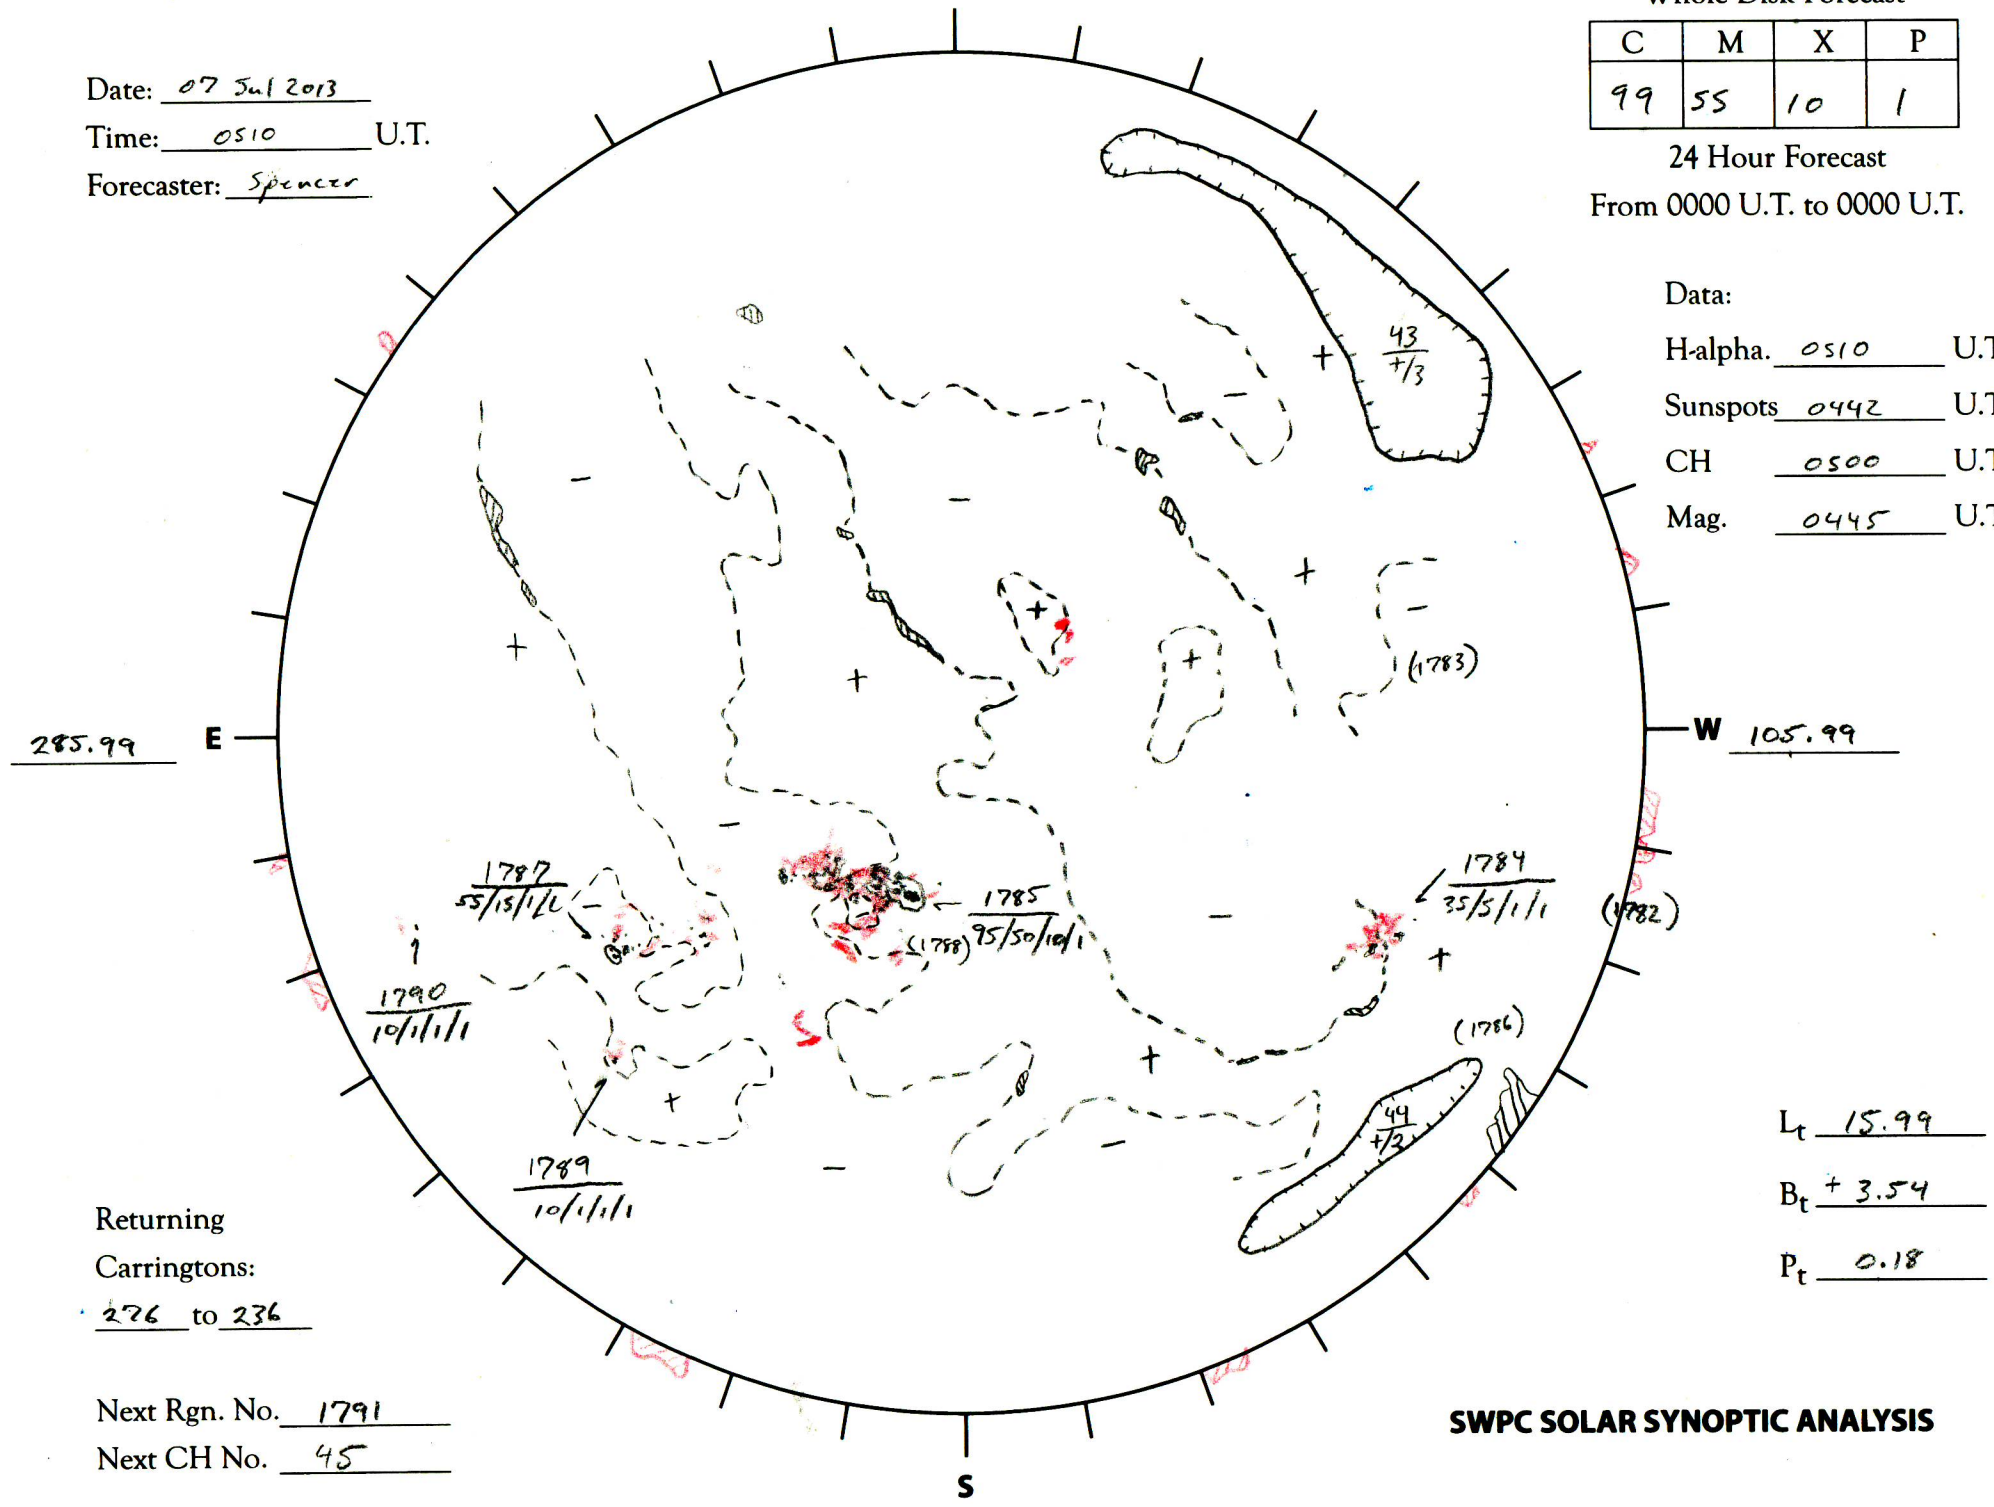 Whole Disk Forecast
C M X P
99 55 10 1
24 Hour Forecast
From 0000 U.T. to 0000 U.T.
Date: 07 Jul 2013
Time: 0510 U.T.
Forecaster: Spencer
Data:
H-alpha. 0510 U.T
Sunspots 0442 U.T
CH 0500 U.T
Mag. 0445 U.T
43
+/3
+
-
-
-
+
+
-
+
+
+
(1783)
285.99 E
W 105.99
-
1787
55/15/1/1
-
1785
95/50/10/1
(1788)
-
1784
35/5/1/1
(1782)
+
1790
10/1/1/1
(1786)
+
+
44
+/2
-
-
1789
10/1/1/1
Lt 15.99
Bt + 3.54
Pt 0.18
Returning
Carringtons:
276 to 236
Next Rgn. No. 1791
Next CH No. 45
SWPC SOLAR SYNOPTIC ANALYSIS
S